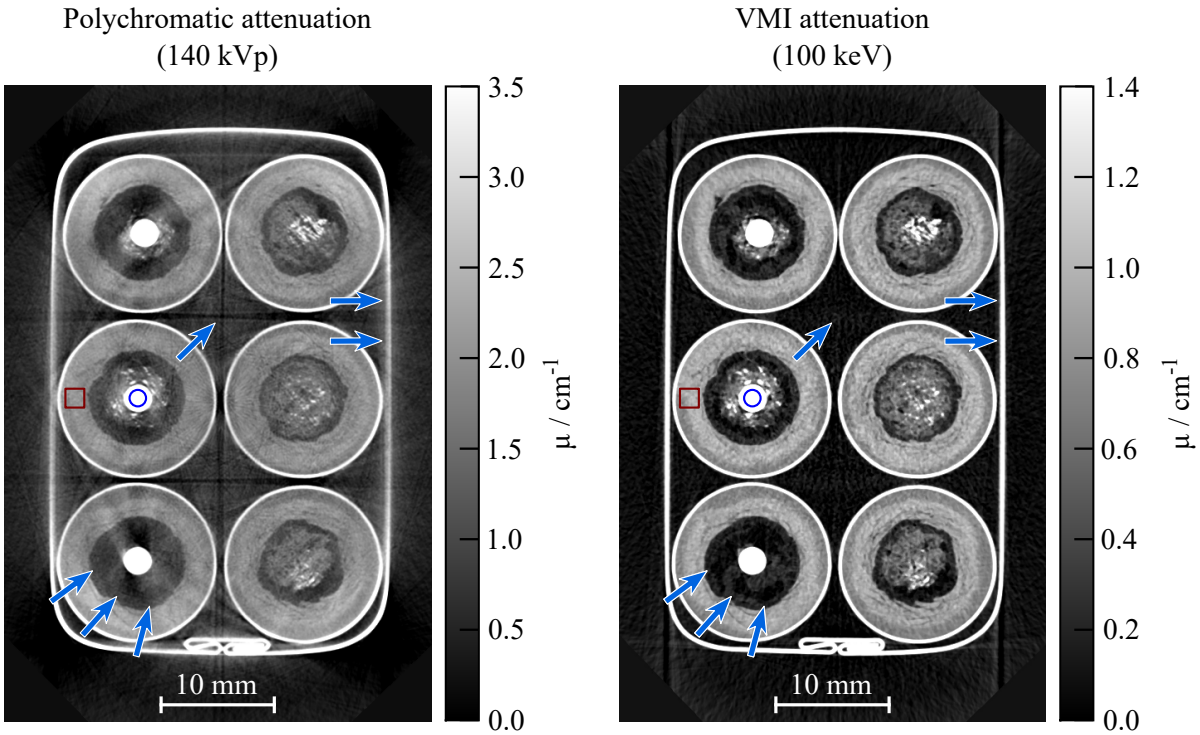 Polychromatic attenuation
(140 kVp)
VMI attenuation
(100 keV)
3.5
3.0
2.5
2.0
1.5
1.0
0.5
0.0
μ / cm⁻¹
10 mm
1.4
1.2
1.0
0.8
0.6
0.4
0.2
0.0
μ / cm⁻¹
10 mm